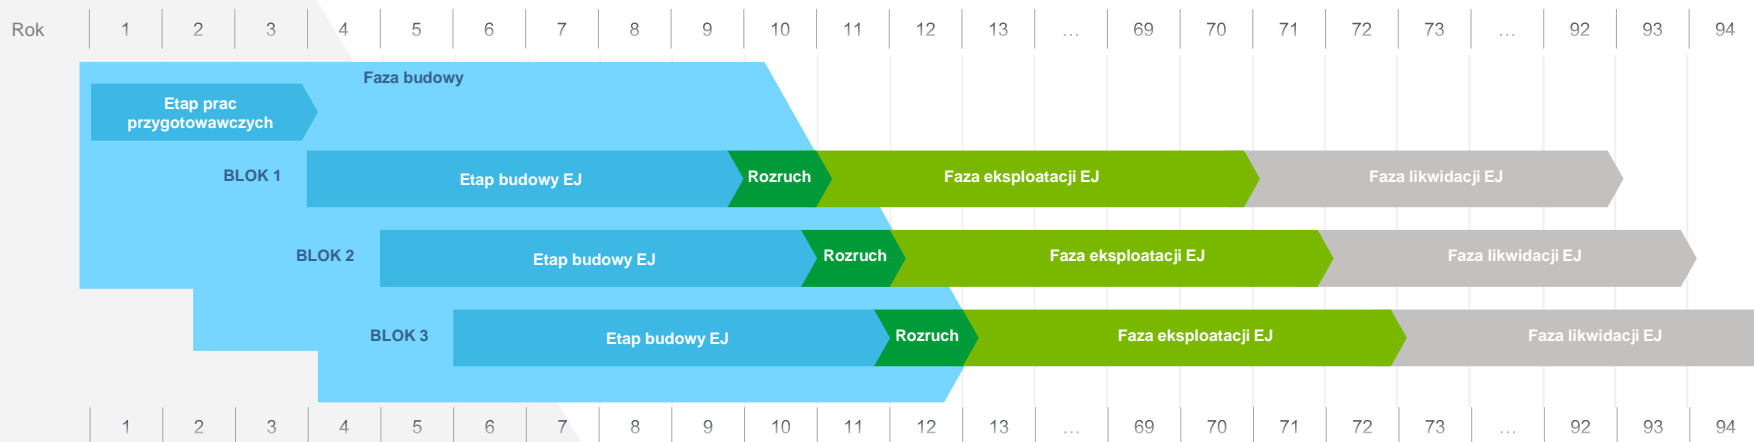 Rok 1 2 3 4 5 6 7 8 9 10 11 12 13 ... 69 70 71 72 73 ... 92 93 94
Faza budowy
Etap prac
przygotowawczych
BLOK 1 Etap budowy EJ Rozruch Faza eksploatacji EJ Faza likwidacji EJ
BLOK 2 Etap budowy EJ Rozruch Faza eksploatacji EJ Faza likwidacji EJ
BLOK 3 Etap budowy EJ Rozruch Faza eksploatacji EJ Faza likwidacji EJ
1 2 3 4 5 6 7 8 9 10 11 12 13 ... 69 70 71 72 73 ... 92 93 94